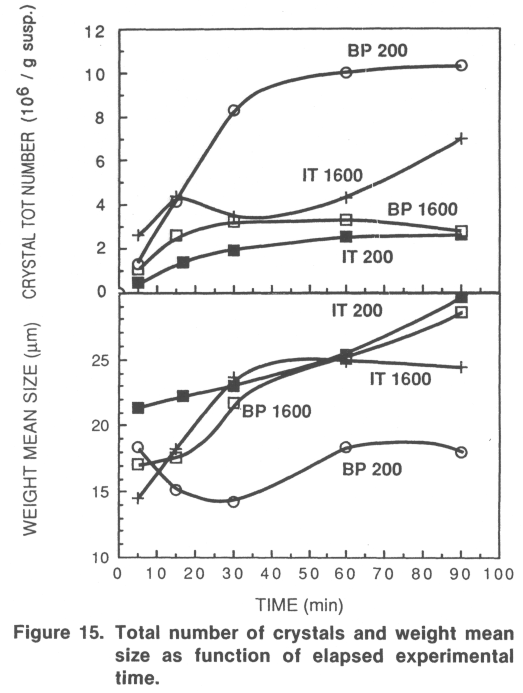 CRYSTAL TOT NUMBER (10⁶ / g susp.)
12
10
8
6
4
2
0
BP 200
IT 1600
BP 1600
IT 200
WEIGHT MEAN SIZE (μm)
25
20
15
10
IT 200
IT 1600
BP 1600
BP 200
0 10 20 30 40 50 60 70 80 90 100
TIME (min)
Figure 15. Total number of crystals and weight mean
size as function of elapsed experimental
time.